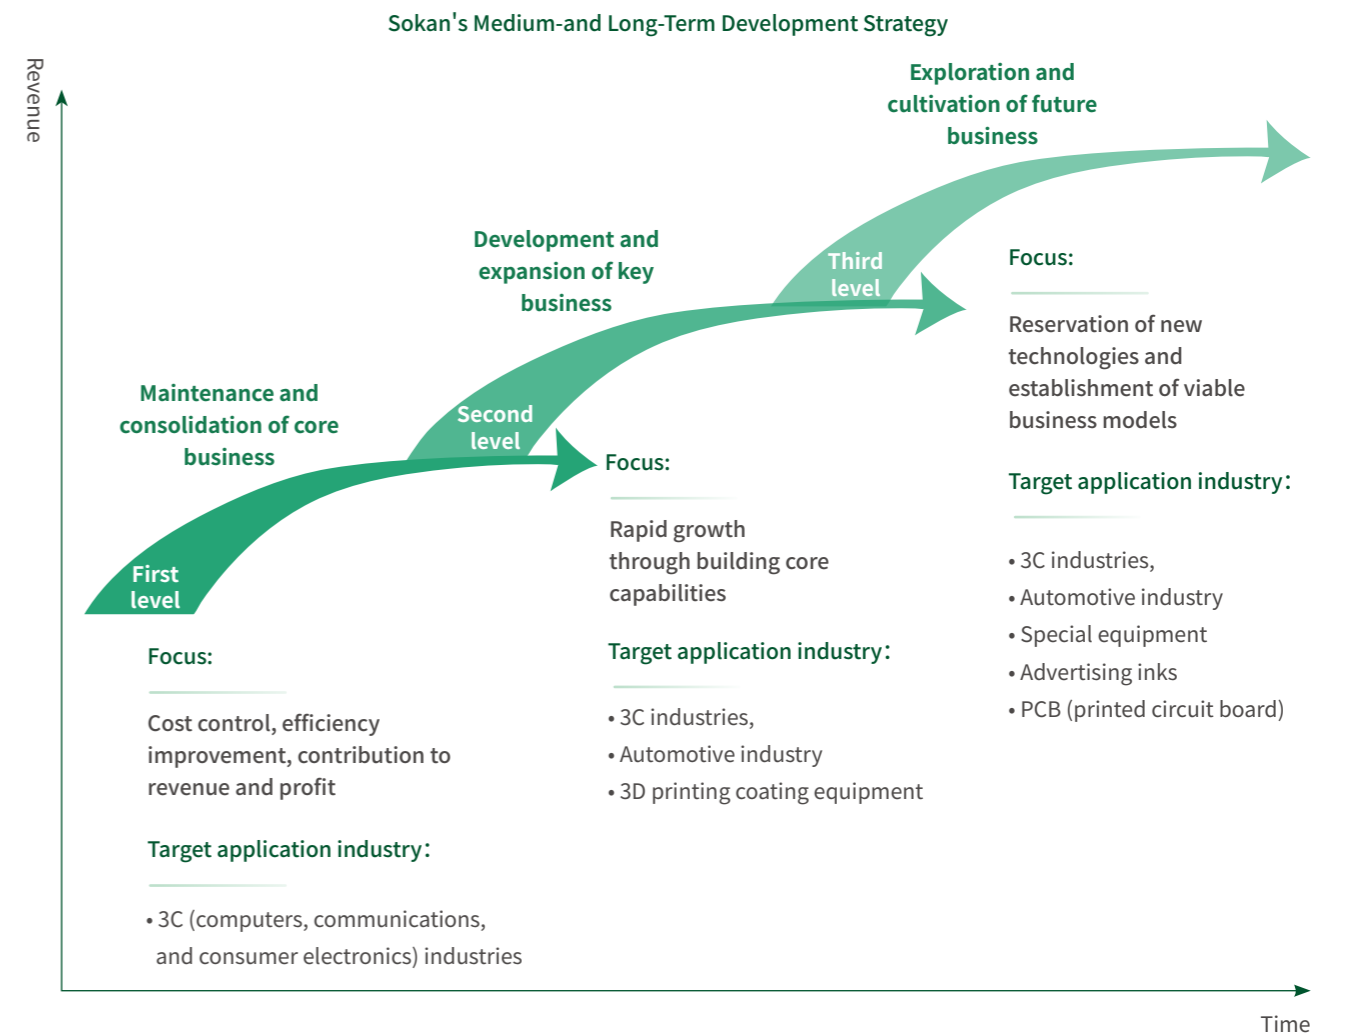 Sokan's Medium-and Long-Term Development Strategy
Revenue
Exploration and
cultivation of future
business
Third
level
Focus:
Reservation of new
technologies and
establishment of viable
business models
Target application industry：
• 3C industries,
• Automotive industry
• Special equipment
• Advertising inks
• PCB (printed circuit board)
Development and
expansion of key
business
Second
level
Focus:
Rapid growth
through building core
capabilities
Target application industry：
• 3C industries,
• Automotive industry
• 3D printing coating equipment
Maintenance and
consolidation of core
business
First
level
Focus:
Cost control, efficiency
improvement, contribution to
revenue and profit
Target application industry：
• 3C (computers, communications,
and consumer electronics) industries
Time